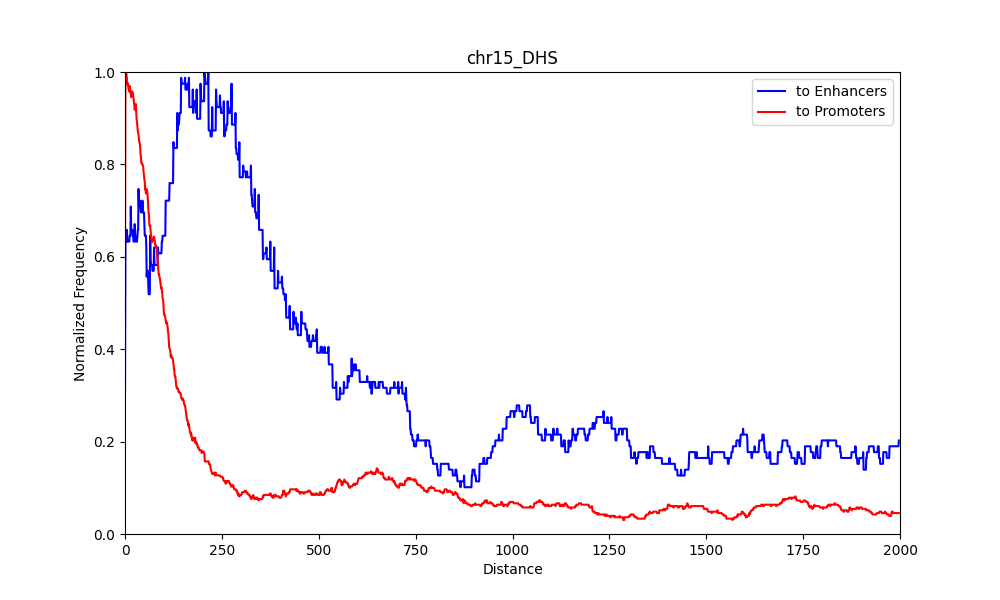 chr15_DHS
to Enhancers
to Promoters
Normalized Frequency
1.0
0.8
0.6
0.4
0.2
0.0
0 250 500 750 1000 1250 1500 1750 2000
Distance